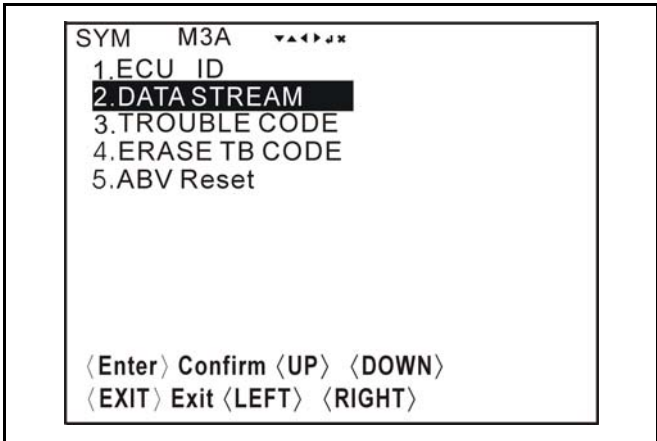 SYM M3A ▼▲◀▶↲✖
1.ECU ID
2.DATA STREAM
3.TROUBLE CODE
4.ERASE TB CODE
5.ABV Reset
〈Enter〉 Confirm 〈UP〉 〈DOWN〉
〈EXIT〉 Exit 〈LEFT〉 〈RIGHT〉